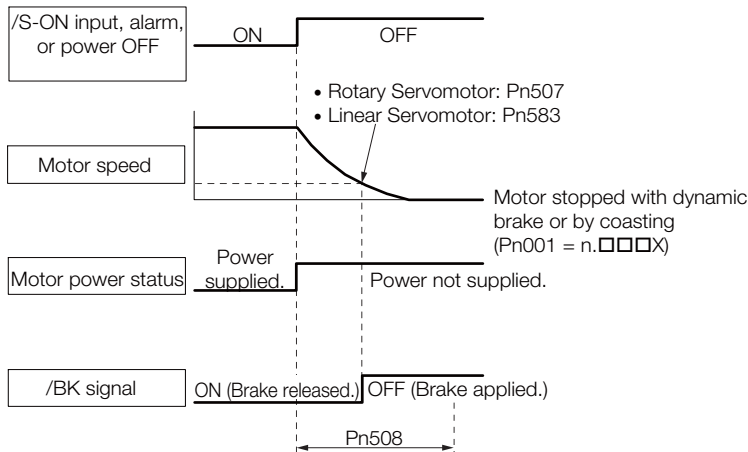 /S-ON input, alarm,
or power OFF
ON
OFF
• Rotary Servomotor: Pn507
• Linear Servomotor: Pn583
Motor speed
Motor stopped with dynamic
brake or by coasting
(Pn001 = n.□□□X)
Motor power status
Power
supplied.
Power not supplied.
/BK signal
ON (Brake released.)
OFF (Brake applied.)
Pn508